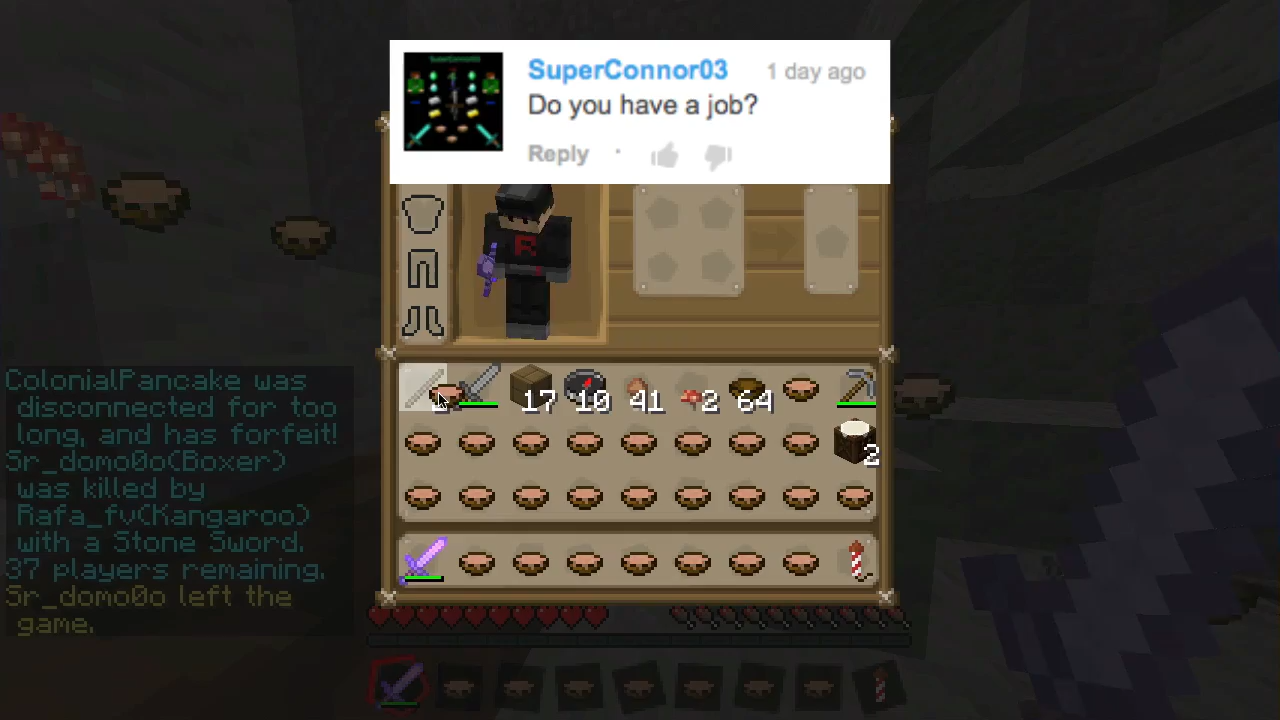 SuperConnor03 1 day ago
Do you have a job?
Reply ·
ColonialPancake was
disconnected for too
long, and has forfeit!
Sr_domo0o(Boxer)
was killed by
Rafa_fv(Kangaroo)
with a Stone Sword.
37 players remaining.
Sr_domo0o left the
game.
17 10 41 2 64
2
R